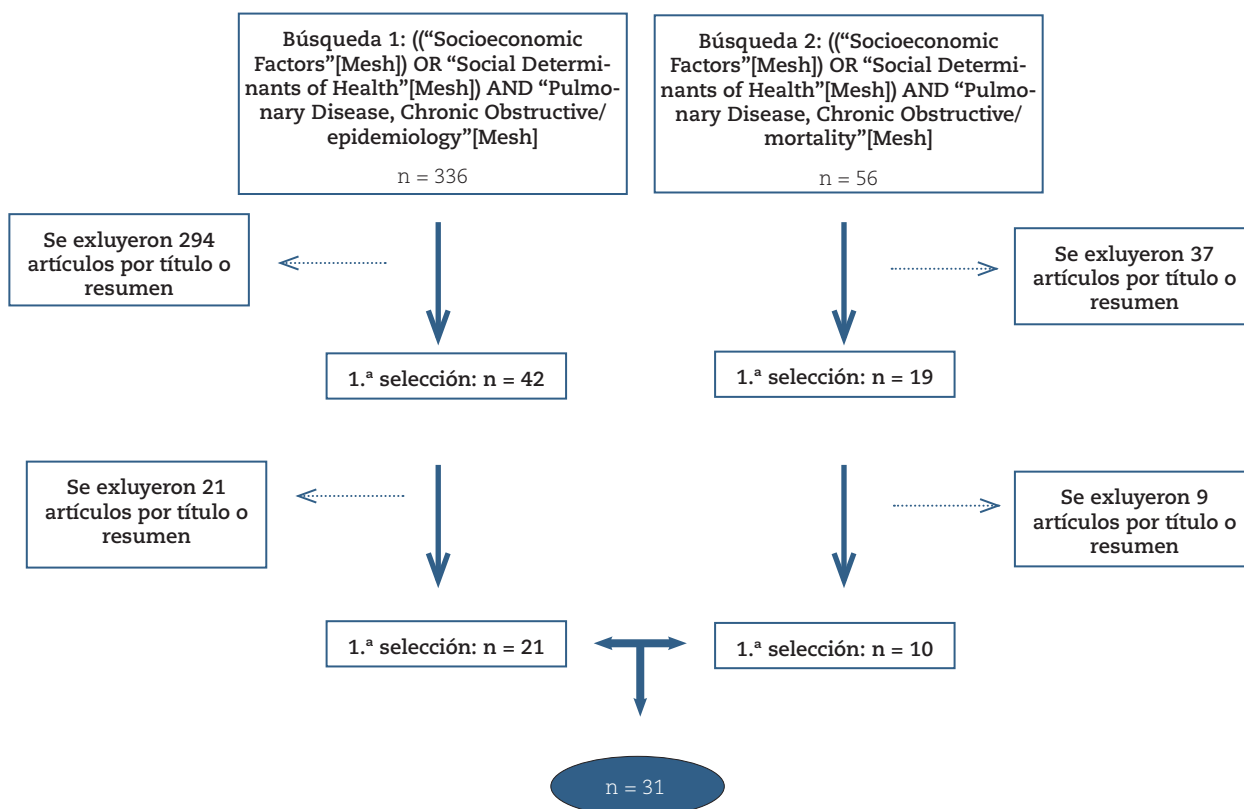 Búsqueda 1: ((“Socioeconomic
Factors”[Mesh]) OR “Social Determi-
nants of Health”[Mesh]) AND “Pulmo-
nary Disease, Chronic Obstructive/
epidemiology”[Mesh]
n = 336
Búsqueda 2: ((“Socioeconomic
Factors”[Mesh]) OR “Social Determi-
nants of Health”[Mesh]) AND “Pulmo-
nary Disease, Chronic Obstructive/
mortality”[Mesh]
n = 56
Se exluyeron 294
artículos por título o
resumen
Se exluyeron 37
artículos por título o
resumen
1.ª selección: n = 42
1.ª selección: n = 19
Se exluyeron 21
artículos por título o
resumen
Se exluyeron 9
artículos por título o
resumen
1.ª selección: n = 21
1.ª selección: n = 10
n = 31